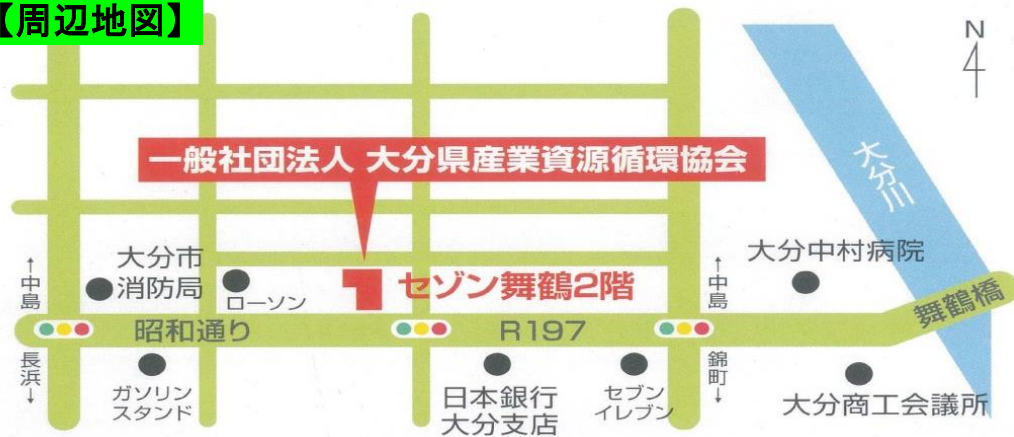 【周辺地図】
N
一般社団法人 大分県産業資源循環協会
大分川
大分市
消防局
ローソン
セゾン舞鶴2階
大分中村病院
↑中島
↑中島
舞鶴橋
昭和通り
R197
長浜↓
錦町↓
ガソリン
スタンド
日本銀行
大分支店
セブン
イレブン
大分商工会議所